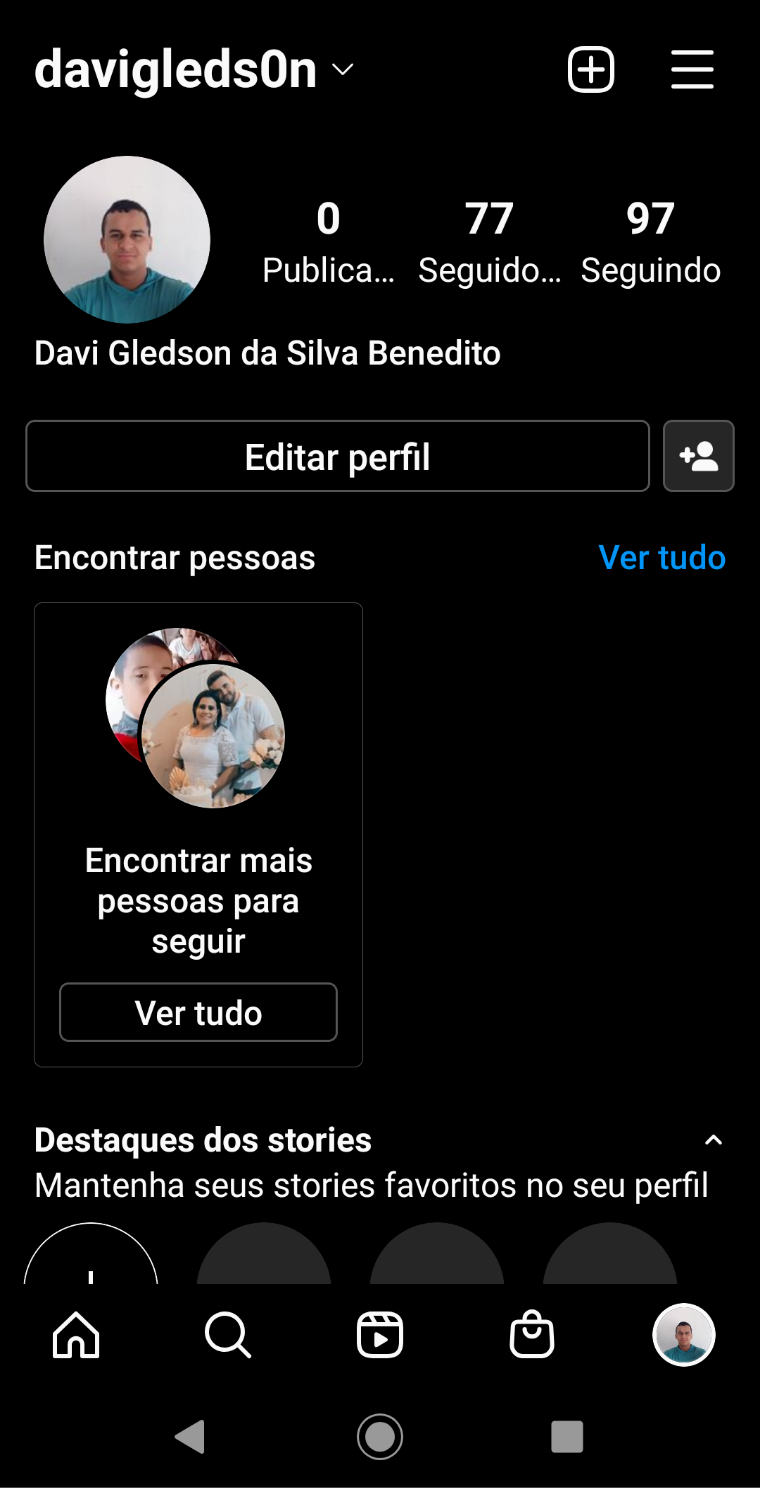 davigleds0n
0 77 97
Publica... Seguido... Seguindo
Davi Gledson da Silva Benedito
Editar perfil
Encontrar pessoas Ver tudo
Encontrar mais
pessoas para
seguir
Ver tudo
Destaques dos stories
Mantenha seus stories favoritos no seu perfil